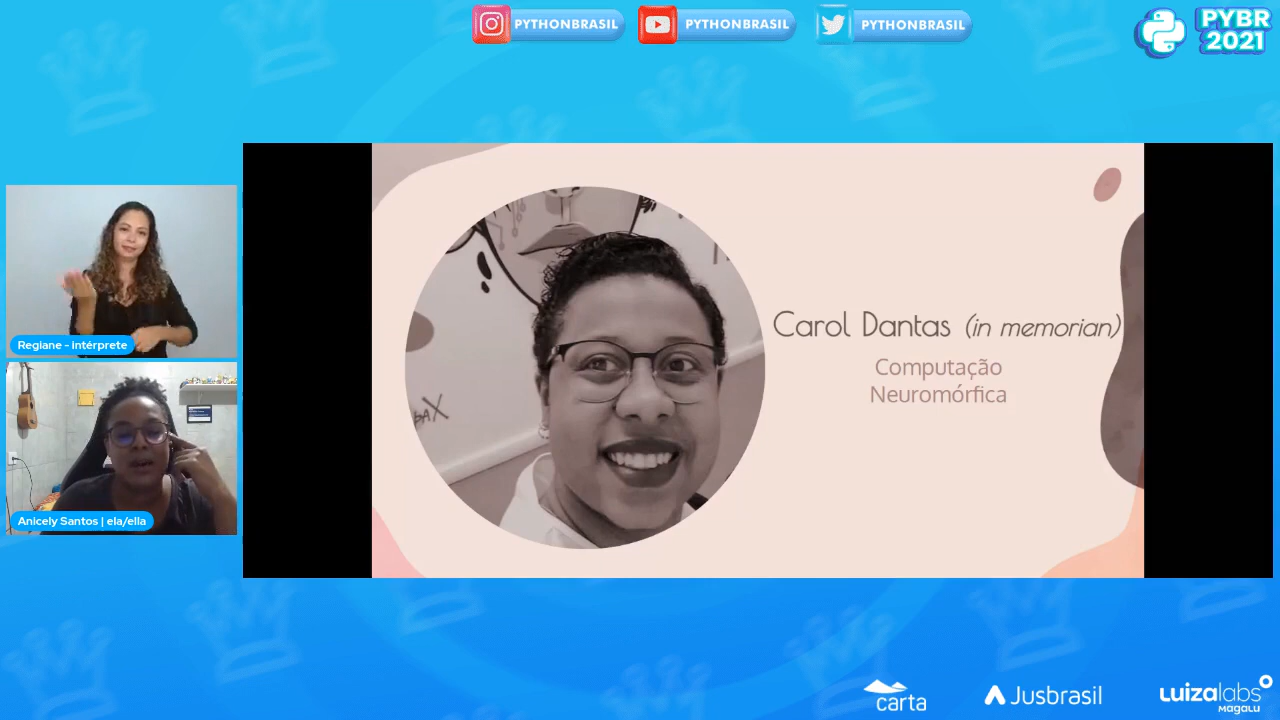 PYTHONBRASIL
PYTHONBRASIL
PYTHONBRASIL
PYBR
2021
Regiane - intérprete
Anicely Santos | ela/ella
Carol Dantas (in memorian)
Computação
Neuromórfica
carta
Jusbrasil
LUIZAlabs
MAGALU